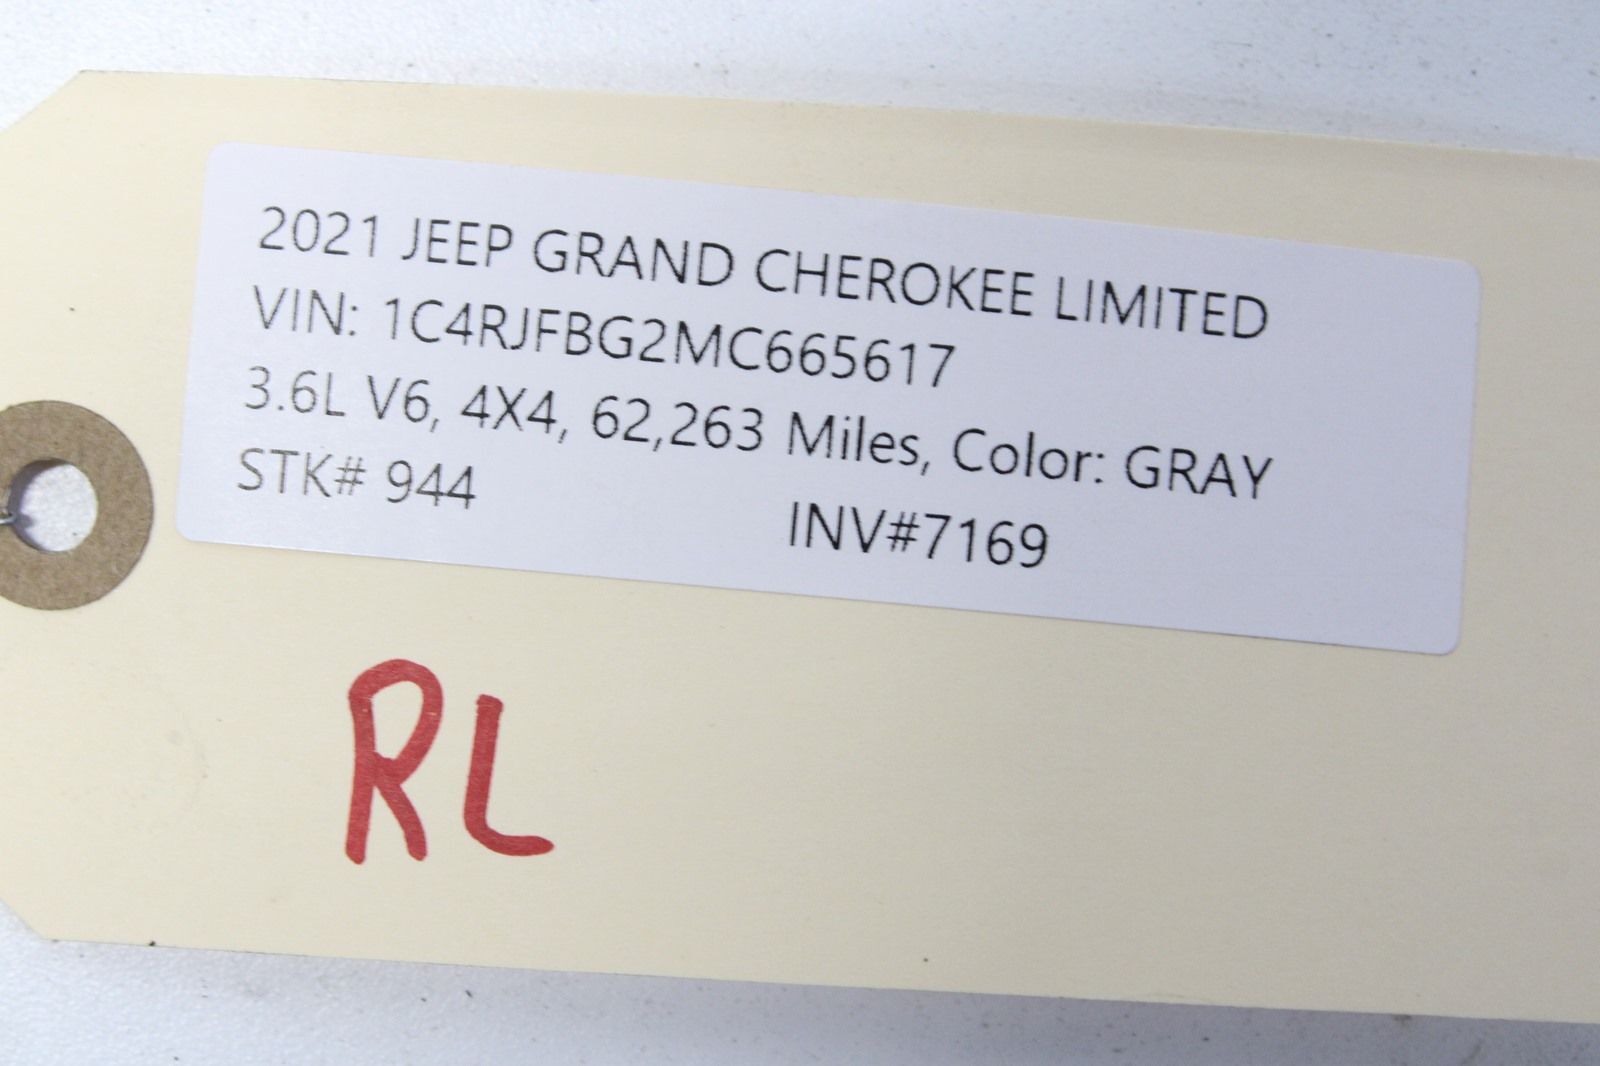 2021 JEEP GRAND CHEROKEE LIMITED
VIN: 1C4RJFBG2MC665617
3.6L V6, 4X4, 62,263 Miles, Color: GRAY
STK# 944 INV#7169
RL